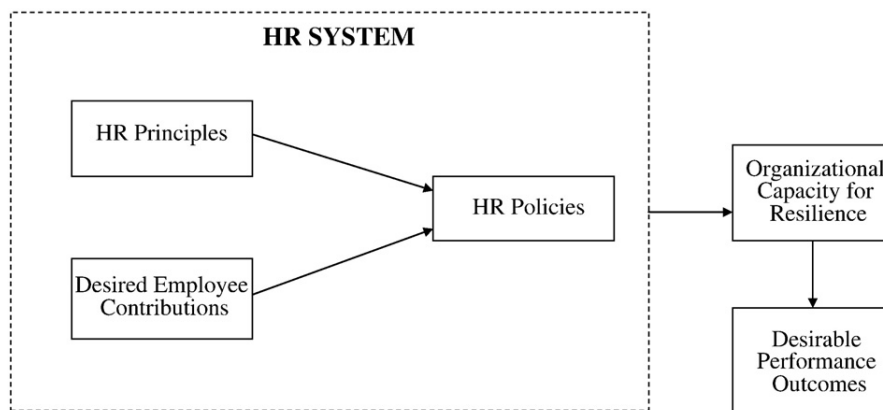 HR SYSTEM
HR Principles
HR Policies
Desired Employee
Contributions
Organizational
Capacity for
Resilience
Desirable
Performance
Outcomes